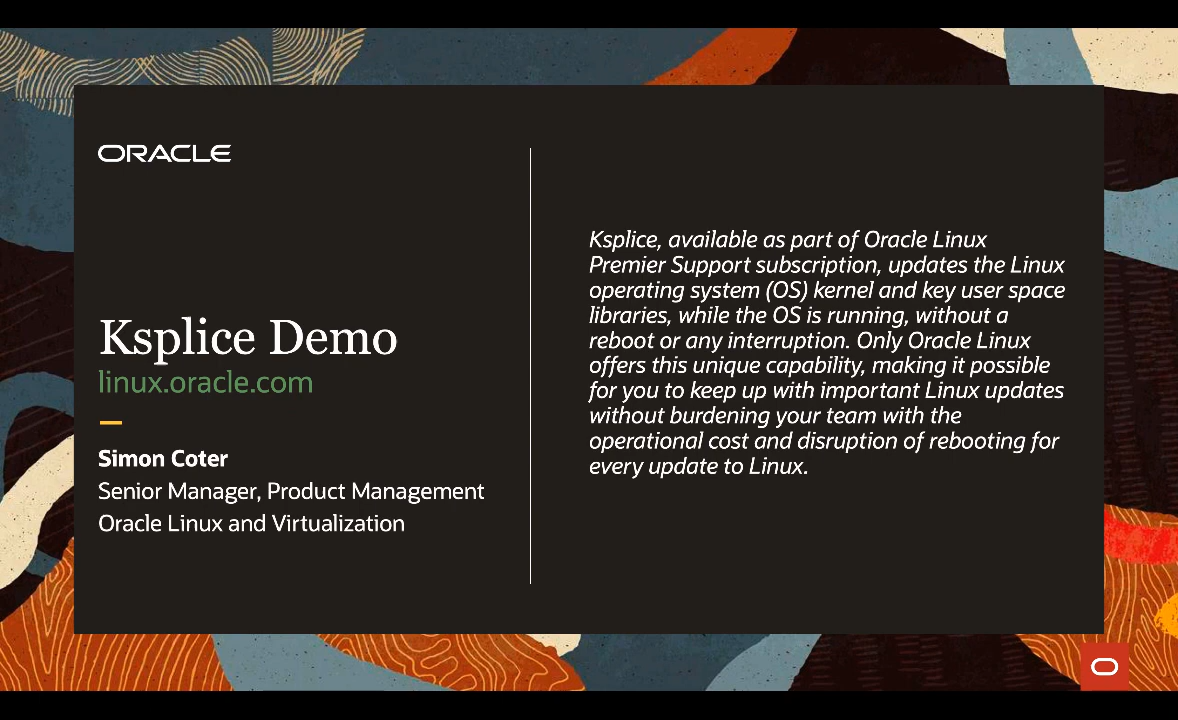 ORACLE
Ksplice Demo
linux.oracle.com
Simon Coter
Senior Manager, Product Management
Oracle Linux and Virtualization
Ksplice, available as part of Oracle Linux
Premier Support subscription, updates the Linux
operating system (OS) kernel and key user space
libraries, while the OS is running, without a
reboot or any interruption. Only Oracle Linux
offers this unique capability, making it possible
for you to keep up with important Linux updates
without burdening your team with the
operational cost and disruption of rebooting for
every update to Linux.